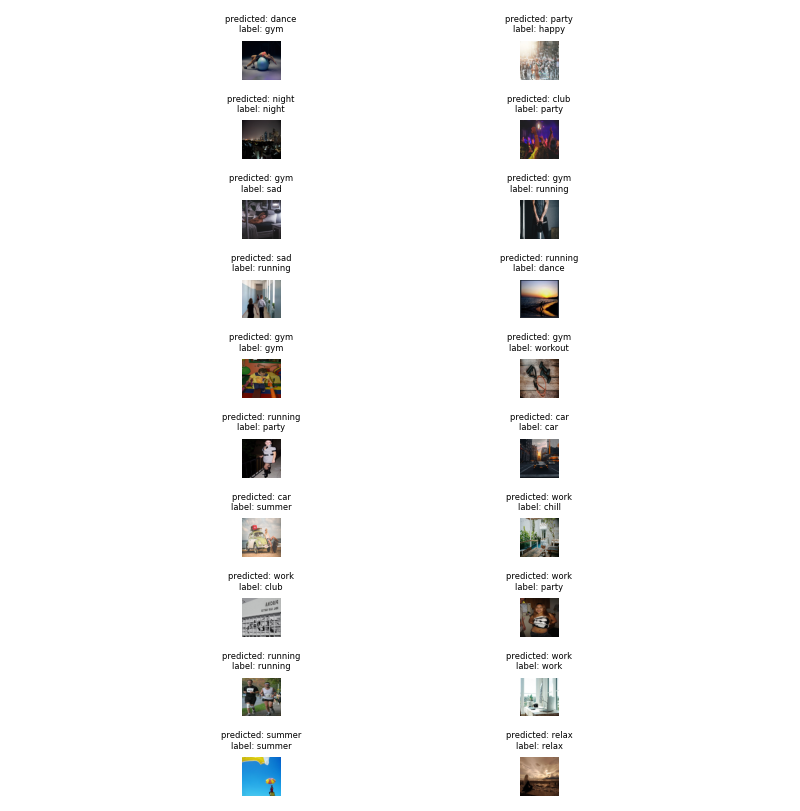 predicted: dance
label: gym
predicted: party
label: happy
predicted: night
label: night
predicted: club
label: party
predicted: gym
label: sad
predicted: gym
label: running
predicted: sad
label: running
predicted: running
label: dance
predicted: gym
label: gym
predicted: gym
label: workout
predicted: running
label: party
predicted: car
label: car
predicted: car
label: summer
predicted: work
label: chill
predicted: work
label: club
predicted: work
label: party
predicted: running
label: running
predicted: work
label: work
predicted: summer
label: summer
predicted: relax
label: relax